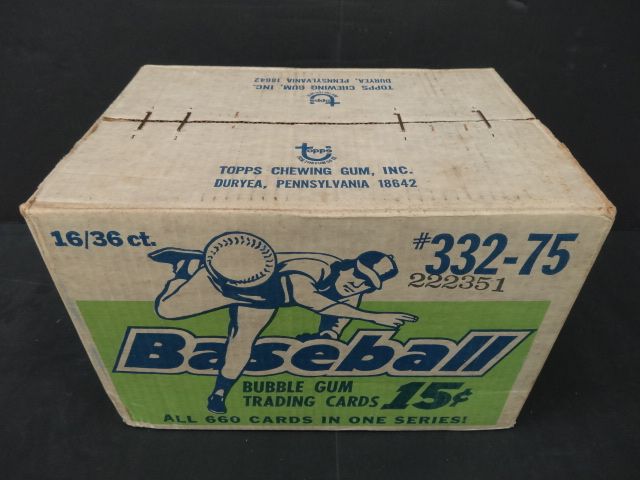 TOPPS CHEWING GUM, INC.
DURYEA, PENNSYLVANIA 18642
Topps
Topps
TOPPS CHEWING GUM, INC.
DURYEA, PENNSYLVANIA 18642
16/36 ct.
#332-75
222351
Baseball
BUBBLE GUM
TRADING CARDS 15¢
ALL 660 CARDS IN ONE SERIES!